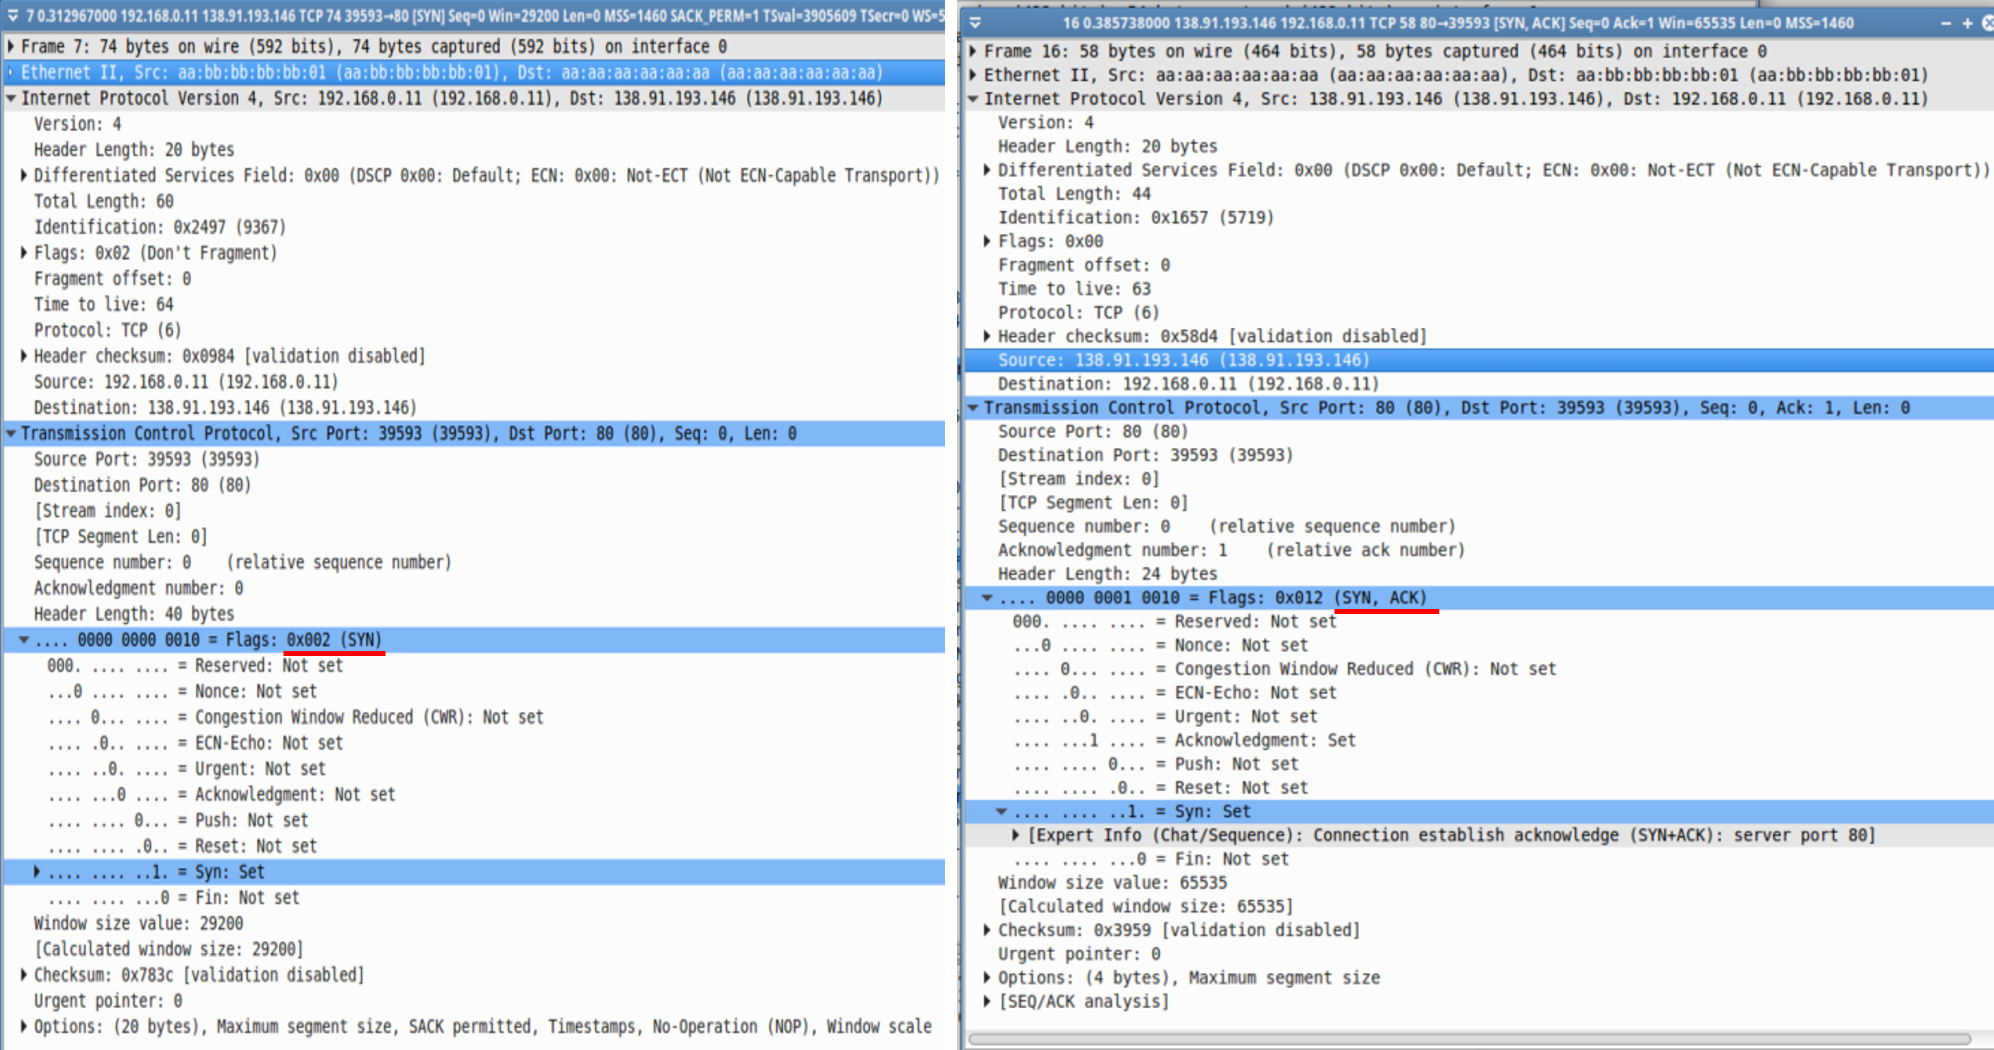 7 0.312967000 192.168.0.11 138.91.193.146 TCP 74 39593→80 [SYN] Seq=0 Win=29200 Len=0 MSS=1460 SACK_PERM=1 TSval=3905609 TSecr=0 WS=
Frame 7: 74 bytes on wire (592 bits), 74 bytes captured (592 bits) on interface 0
Ethernet II, Src: aa:bb:bb:bb:bb:01 (aa:bb:bb:bb:bb:01), Dst: aa:aa:aa:aa:aa:aa (aa:aa:aa:aa:aa:aa)
Internet Protocol Version 4, Src: 192.168.0.11 (192.168.0.11), Dst: 138.91.193.146 (138.91.193.146)
Version: 4
Header Length: 20 bytes
Differentiated Services Field: 0x00 (DSCP 0x00: Default; ECN: 0x00: Not-ECT (Not ECN-Capable Transport))
Total Length: 60
Identification: 0x2497 (9367)
Flags: 0x02 (Don't Fragment)
Fragment offset: 0
Time to live: 64
Protocol: TCP (6)
Header checksum: 0x0984 [validation disabled]
Source: 192.168.0.11 (192.168.0.11)
Destination: 138.91.193.146 (138.91.193.146)
Transmission Control Protocol, Src Port: 39593 (39593), Dst Port: 80 (80), Seq: 0, Len: 0
Source Port: 39593 (39593)
Destination Port: 80 (80)
[Stream index: 0]
[TCP Segment Len: 0]
Sequence number: 0    (relative sequence number)
Acknowledgment number: 0
Header Length: 40 bytes
.... 0000 0000 0010 = Flags: 0x002 (SYN)
000. .... .... = Reserved: Not set
...0 .... .... = Nonce: Not set
.... 0... .... = Congestion Window Reduced (CWR): Not set
.... .0.. .... = ECN-Echo: Not set
.... ..0. .... = Urgent: Not set
.... ...0 .... = Acknowledgment: Not set
.... .... 0... = Push: Not set
.... .... .0.. = Reset: Not set
.... .... ..1. = Syn: Set
.... .... ...0 = Fin: Not set
Window size value: 29200
[Calculated window size: 29200]
Checksum: 0x783c [validation disabled]
Urgent pointer: 0
Options: (20 bytes), Maximum segment size, SACK permitted, Timestamps, No-Operation (NOP), Window scale
16 0.385738000 138.91.193.146 192.168.0.11 TCP 58 80→39593 [SYN, ACK] Seq=0 Ack=1 Win=65535 Len=0 MSS=1460
Frame 16: 58 bytes on wire (464 bits), 58 bytes captured (464 bits) on interface 0
Ethernet II, Src: aa:aa:aa:aa:aa:aa (aa:aa:aa:aa:aa:aa), Dst: aa:bb:bb:bb:bb:01 (aa:bb:bb:bb:bb:01)
Internet Protocol Version 4, Src: 138.91.193.146 (138.91.193.146), Dst: 192.168.0.11 (192.168.0.11)
Version: 4
Header Length: 20 bytes
Differentiated Services Field: 0x00 (DSCP 0x00: Default; ECN: 0x00: Not-ECT (Not ECN-Capable Transport))
Total Length: 44
Identification: 0x1657 (5719)
Flags: 0x00
Fragment offset: 0
Time to live: 63
Protocol: TCP (6)
Header checksum: 0x58d4 [validation disabled]
Source: 138.91.193.146 (138.91.193.146)
Destination: 192.168.0.11 (192.168.0.11)
Transmission Control Protocol, Src Port: 80 (80), Dst Port: 39593 (39593), Seq: 0, Ack: 1, Len: 0
Source Port: 80 (80)
Destination Port: 39593 (39593)
[Stream index: 0]
[TCP Segment Len: 0]
Sequence number: 0    (relative sequence number)
Acknowledgment number: 1    (relative ack number)
Header Length: 24 bytes
.... 0000 0001 0010 = Flags: 0x012 (SYN, ACK)
000. .... .... = Reserved: Not set
...0 .... .... = Nonce: Not set
.... 0... .... = Congestion Window Reduced (CWR): Not set
.... .0.. .... = ECN-Echo: Not set
.... ..0. .... = Urgent: Not set
.... ...1 .... = Acknowledgment: Set
.... .... 0... = Push: Not set
.... .... .0.. = Reset: Not set
.... .... ..1. = Syn: Set
[Expert Info (Chat/Sequence): Connection establish acknowledge (SYN+ACK): server port 80]
.... .... ...0 = Fin: Not set
Window size value: 65535
[Calculated window size: 65535]
Checksum: 0x3959 [validation disabled]
Urgent pointer: 0
Options: (4 bytes), Maximum segment size
[SEQ/ACK analysis]